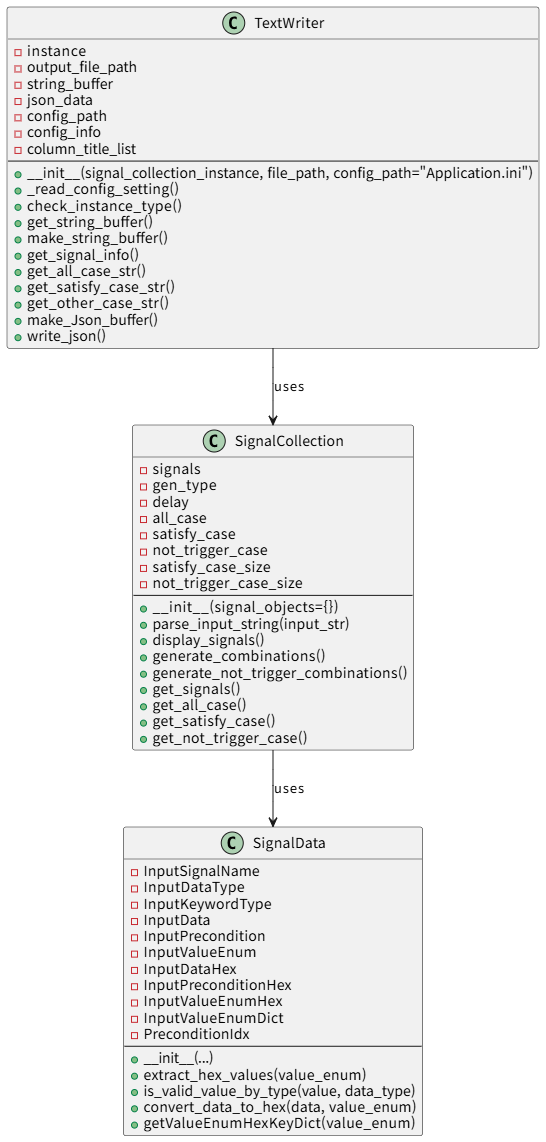 C TextWriter
instance
output_file_path
string_buffer
json_data
config_path
config_info
column_title_list
__init__(signal_collection_instance, file_path, config_path="Application.ini")
_read_config_setting()
check_instance_type()
get_string_buffer()
make_string_buffer()
get_signal_info()
get_all_case_str()
get_satisfy_case_str()
get_other_case_str()
make_Json_buffer()
write_json()
uses
C SignalCollection
signals
gen_type
delay
all_case
satisfy_case
not_trigger_case
satisfy_case_size
not_trigger_case_size
__init__(signal_objects={})
parse_input_string(input_str)
display_signals()
generate_combinations()
generate_not_trigger_combinations()
get_signals()
get_all_case()
get_satisfy_case()
get_not_trigger_case()
uses
C SignalData
InputSignalName
InputDataType
InputKeywordType
InputData
InputPrecondition
InputValueEnum
InputDataHex
InputPreconditionHex
InputValueEnumHex
InputValueEnumDict
PreconditionIdx
__init__(...)
extract_hex_values(value_enum)
is_valid_value_by_type(value, data_type)
convert_data_to_hex(data, value_enum)
getValueEnumHexKeyDict(value_enum)